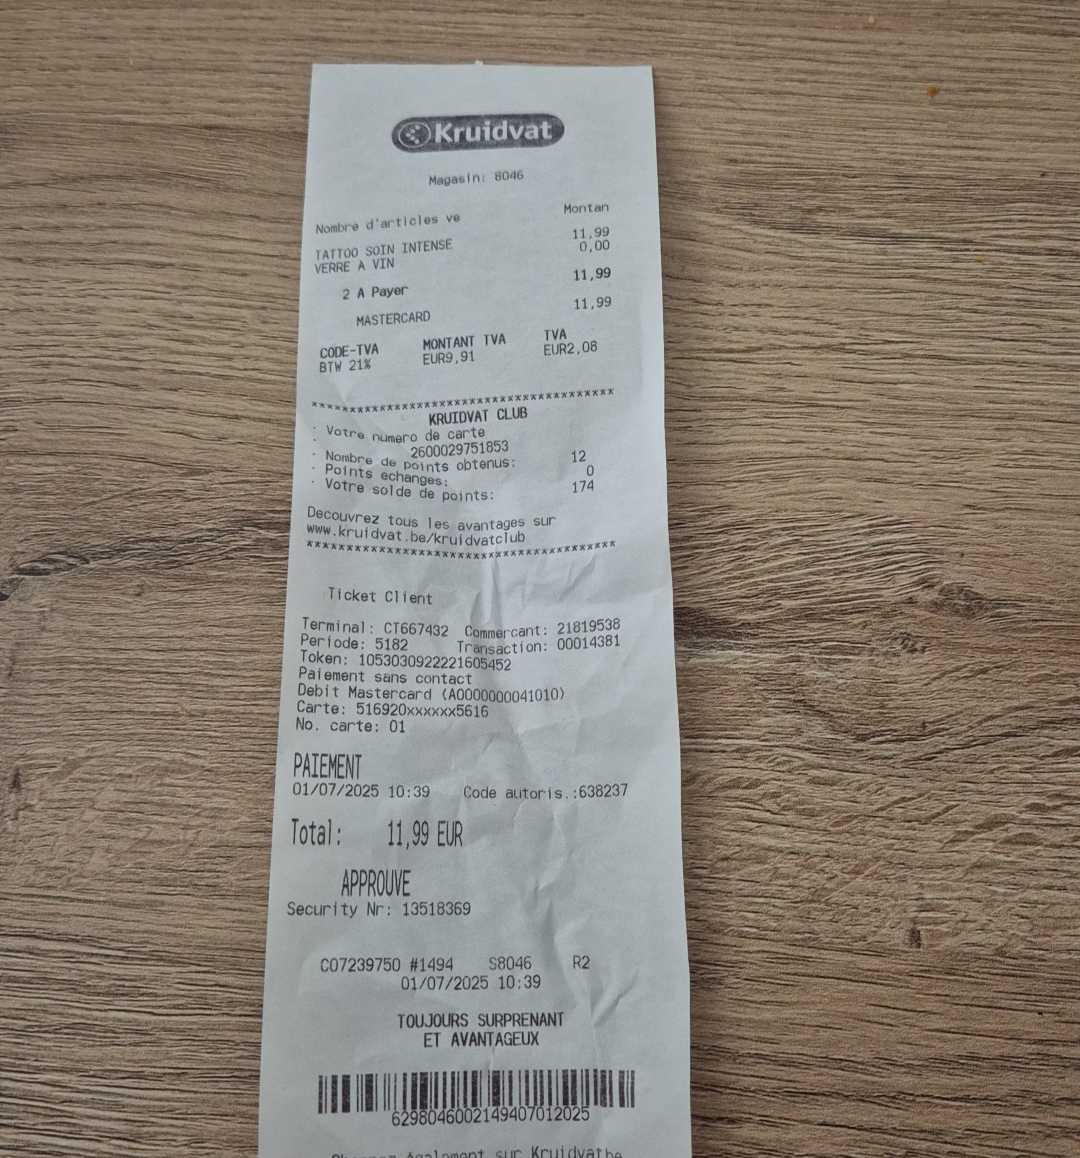 Kruidvat
Magasin: 8046
Nombre d'articles ve Montan
TATTOO SOIN INTENSE 11,99
VERRE A VIN 0,00
2 A Payer 11,99
MASTERCARD 11,99
CODE-TVA MONTANT TVA TVA
BTW 21% EUR9,91 EUR2,08
***************************************
KRUIDVAT CLUB
· Votre numero de carte
2600029751853
· Nombre de points obtenus: 12
· Points echanges: 0
· Votre solde de points: 174
Decouvrez tous les avantages sur
www.kruidvat.be/kruidvatclub
***************************************
Ticket Client
Terminal: CT667432 Commercant: 21819538
Periode: 5182 Transaction: 00014381
Token: 1053030922221605452
Paiement sans contact
Debit Mastercard (A0000000041010)
Carte: 516920xxxxxx5616
No. carte: 01
PAIEMENT
01/07/2025 10:39 Code autoris.:638237
Total: 11,99 EUR
APPROUVE
Security Nr: 13518369
C07239750 #1494 S8046 R2
01/07/2025 10:39
TOUJOURS SURPRENANT
ET AVANTAGEUX
6298046002149407012025
également sur Kruidvat.be